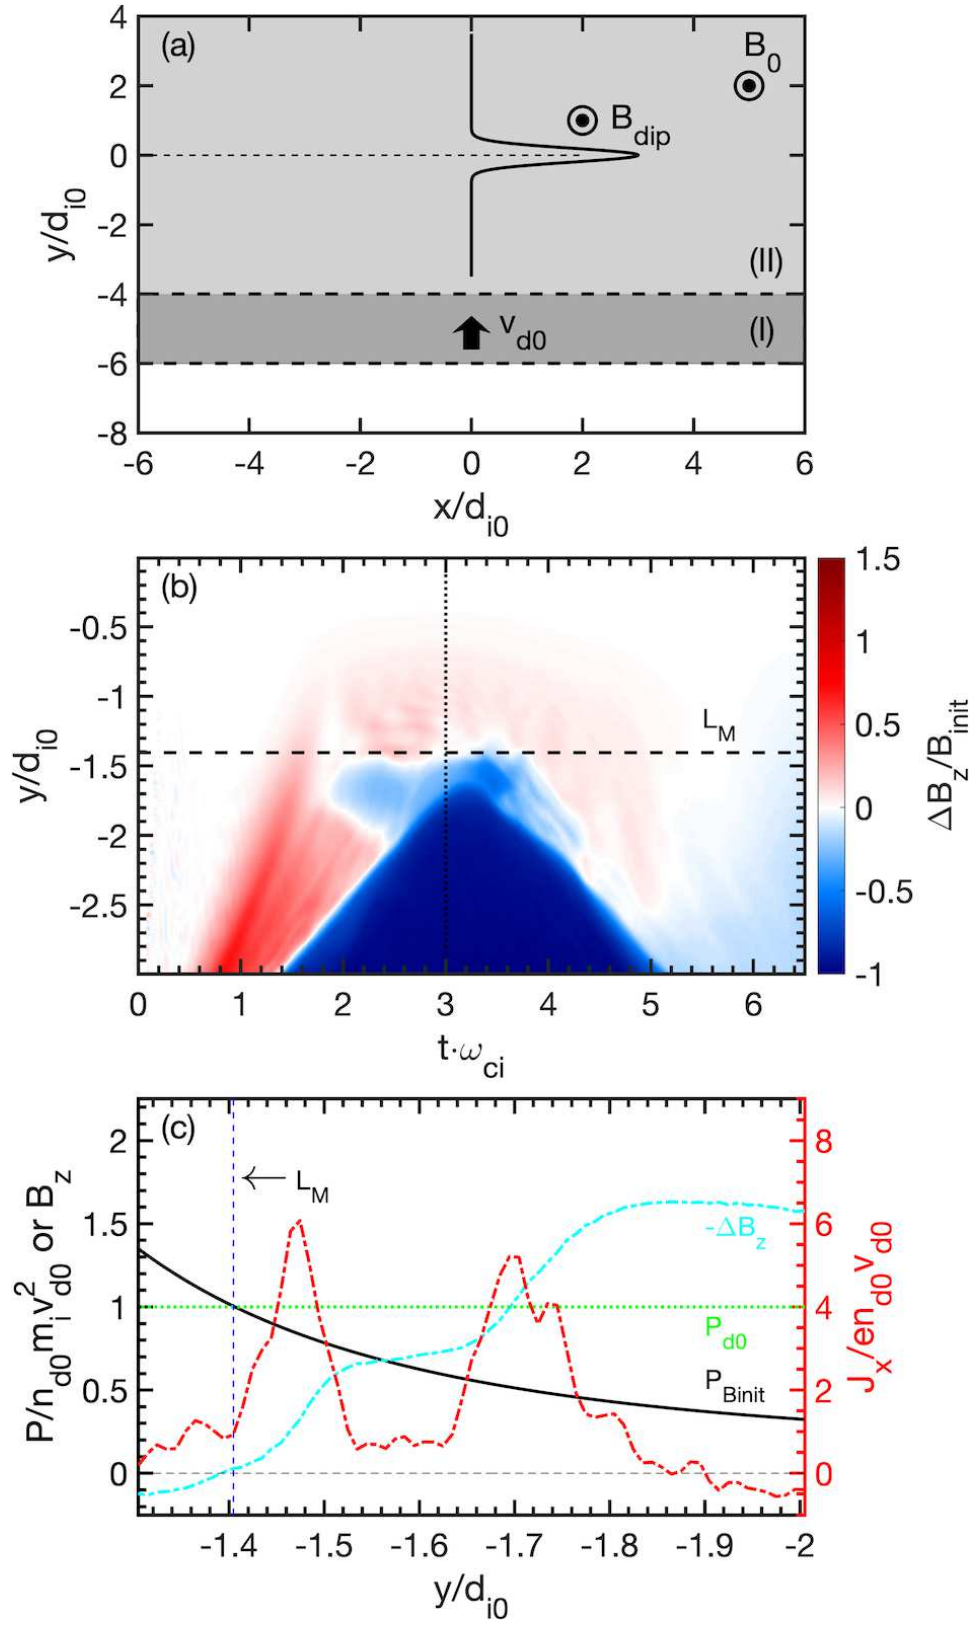 (a)
B0
Bdip
(II)
vd0
(I)
4
2
0
-2
-4
-6
-8
y/di0
-6 -4 -2 0 2 4 6
x/di0
(b)
LM
-0.5
-1
-1.5
-2
-2.5
y/di0
0 1 2 3 4 5 6
t·ωci
1.5
1
0.5
0
-0.5
-1
ΔBz/Binit
(c)
LM
-ΔBz
Pd0
PBinit
2
1.5
1
0.5
0
P/nd0miv²d0 or Bz
8
6
4
2
0
Jx/end0vd0
-1.4 -1.5 -1.6 -1.7 -1.8 -1.9 -2
y/di0